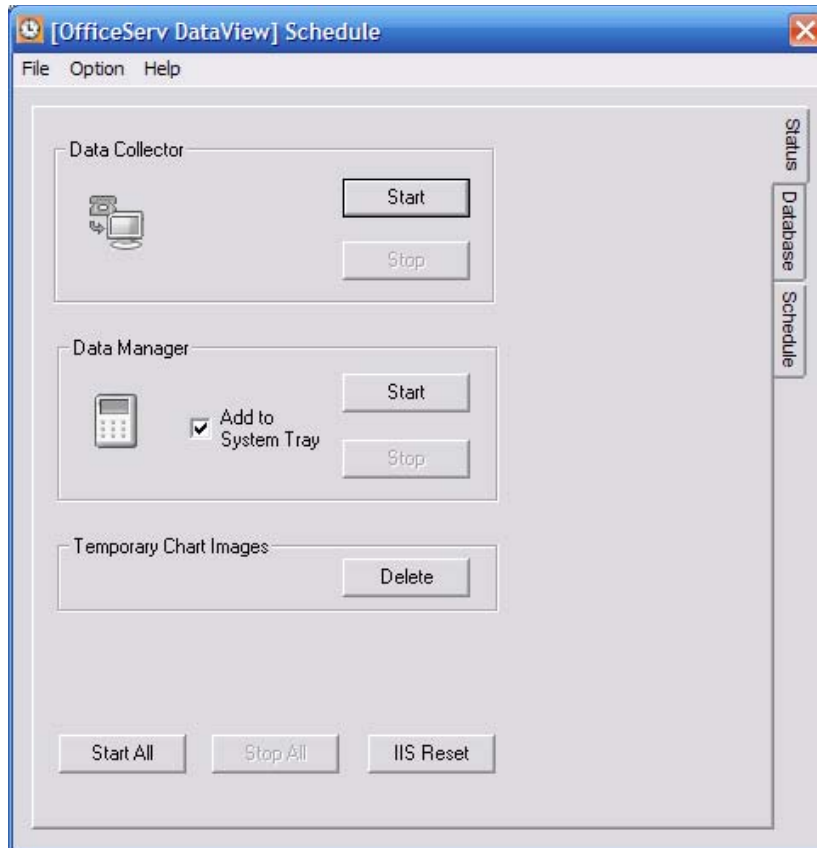 [OfficeServ DataView] Schedule
File Option Help
Status
Database
Schedule
Data Collector
Start
Stop
Data Manager
Add to
System Tray
Start
Stop
Temporary Chart Images
Delete
Start All Stop All IIS Reset